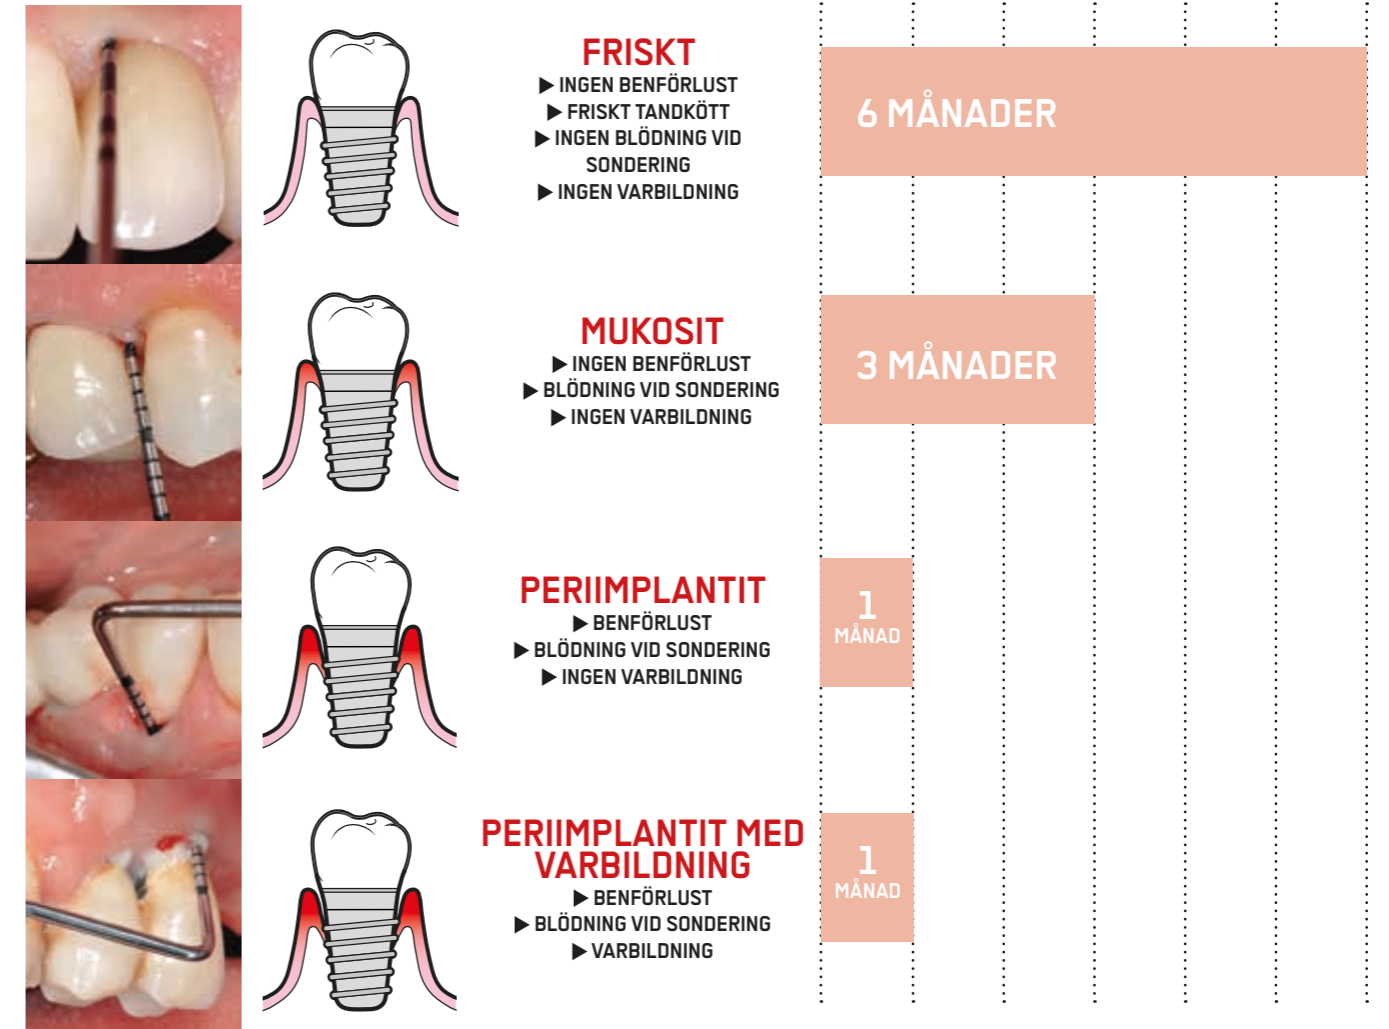 FRISKT
▶ INGEN BENFÖRLUST
▶ FRISKT TANDKÖTT
▶ INGEN BLÖDNING VID
SONDERING
▶ INGEN VARBILDNING
6 MÅNADER
MUKOSIT
▶ INGEN BENFÖRLUST
▶ BLÖDNING VID SONDERING
▶ INGEN VARBILDNING
3 MÅNADER
PERIIMPLANTIT
▶ BENFÖRLUST
▶ BLÖDNING VID SONDERING
▶ INGEN VARBILDNING
1
MÅNAD
PERIIMPLANTIT MED
VARBILDNING
▶ BENFÖRLUST
▶ BLÖDNING VID SONDERING
▶ VARBILDNING
1
MÅNAD